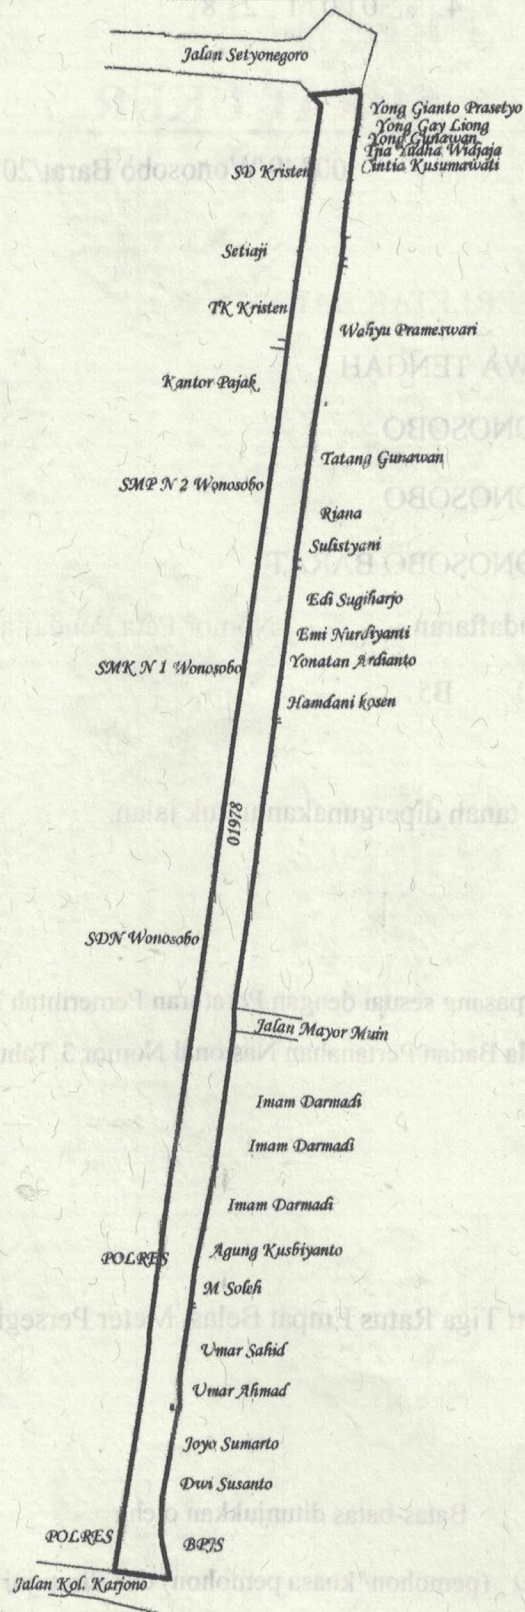 Jalan Setyonegoro
Yong Gianto Prasetyo
Yong Gay Liong
Yong Gunawan
Tjia Yudha Widjaja
Cintia Kusumawati
SD Kristen
Setiaji
TK Kristen
Wahyu Prameswari
Kantor Pajak
Tatang Gunawan
SMP N 2 Wonosobo
Riana
Sulistyani
Edi Sugiharjo
Emi Nurdiyanti
Yonatan Ardianto
SMK N 1 Wonosobo
Hamdani kosen
01978
SDN Wonosobo
Jalan Mayor Muin
Imam Darmadi
Imam Darmadi
Imam Darmadi
Agung Kusbiyanto
POLRES
M Soleh
Umar Sahid
Umar Ahmad
Joyo Sumarto
Dwi Susanto
POLRES
BPJS
Jalan Kol. Karjono